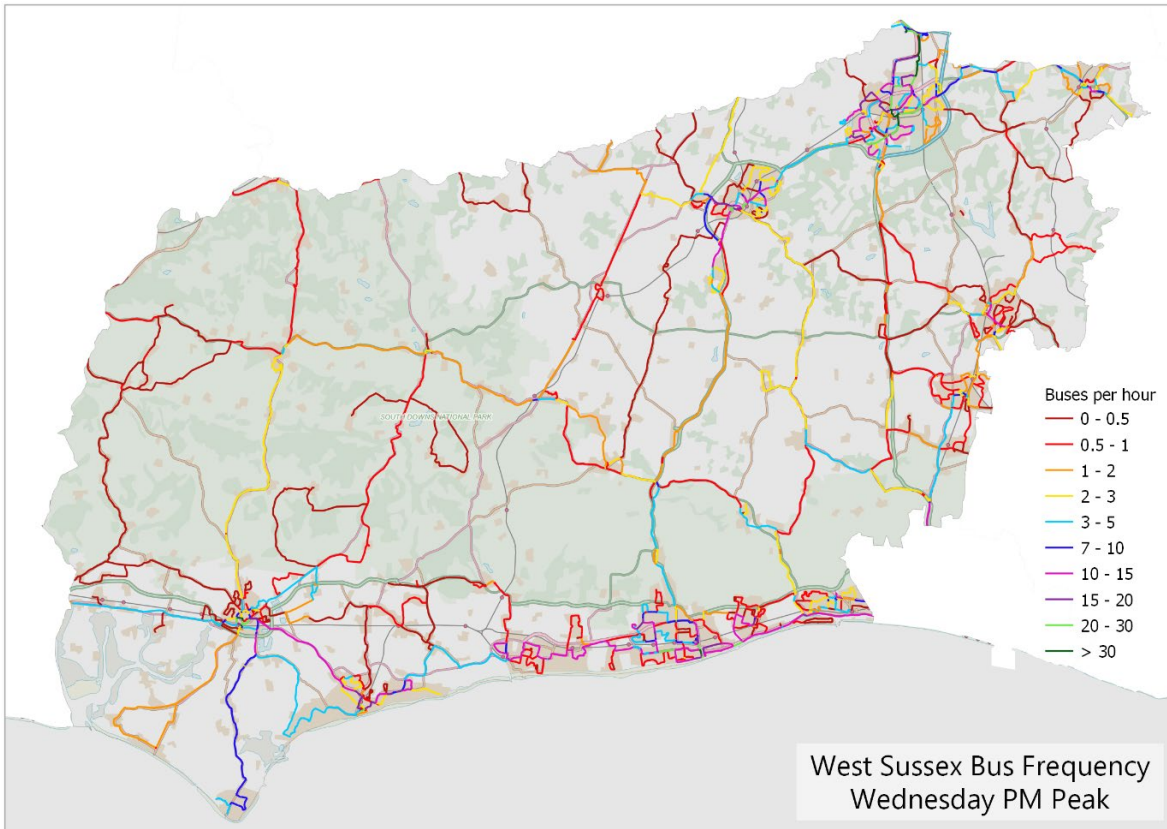 SOUTH DOWNS NATIONAL PARK
Buses per hour
0 - 0.5
0.5 - 1
1 - 2
2 - 3
3 - 5
7 - 10
10 - 15
15 - 20
20 - 30
> 30
West Sussex Bus Frequency
Wednesday PM Peak